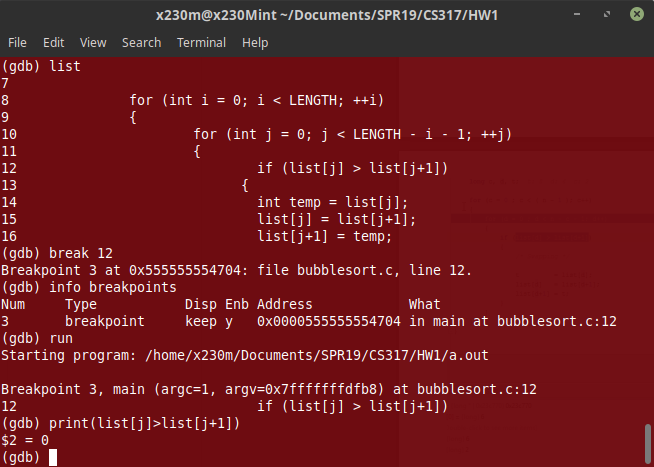 x230m@x230Mint ~/Documents/SPR19/CS317/HW1
File Edit View Search Terminal Help
(gdb) list
7
8 for (int i = 0; i < LENGTH; ++i)
9 {
10 for (int j = 0; j < LENGTH - i - 1; ++j)
11 {
12 if (list[j] > list[j+1])
13 {
14 int temp = list[j];
15 list[j] = list[j+1];
16 list[j+1] = temp;
(gdb) break 12
Breakpoint 3 at 0x555555554704: file bubblesort.c, line 12.
(gdb) info breakpoints
Num Type Disp Enb Address What
3 breakpoint keep y 0x0000555555554704 in main at bubblesort.c:12
(gdb) run
Starting program: /home/x230m/Documents/SPR19/CS317/HW1/a.out
Breakpoint 3, main (argc=1, argv=0x7fffffffdfb8) at bubblesort.c:12
12 if (list[j] > list[j+1])
(gdb) print(list[j]>list[j+1])
$2 = 0
(gdb)